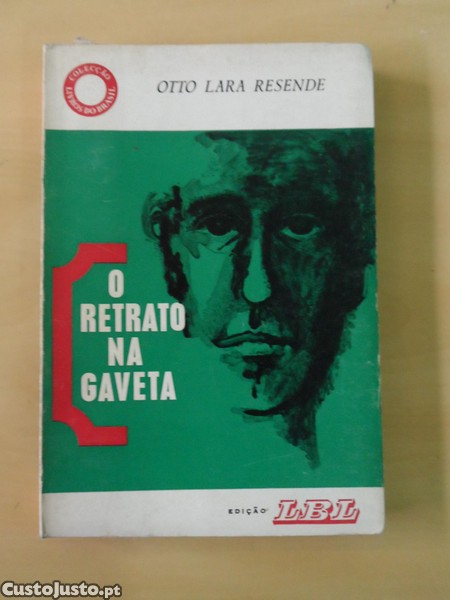 COLECÇÃO
LIVROS DO BRASIL
OTTO LARA RESENDE
O
RETRATO
NA
GAVETA
EDIÇÃO LBL
CustoJusto.pt